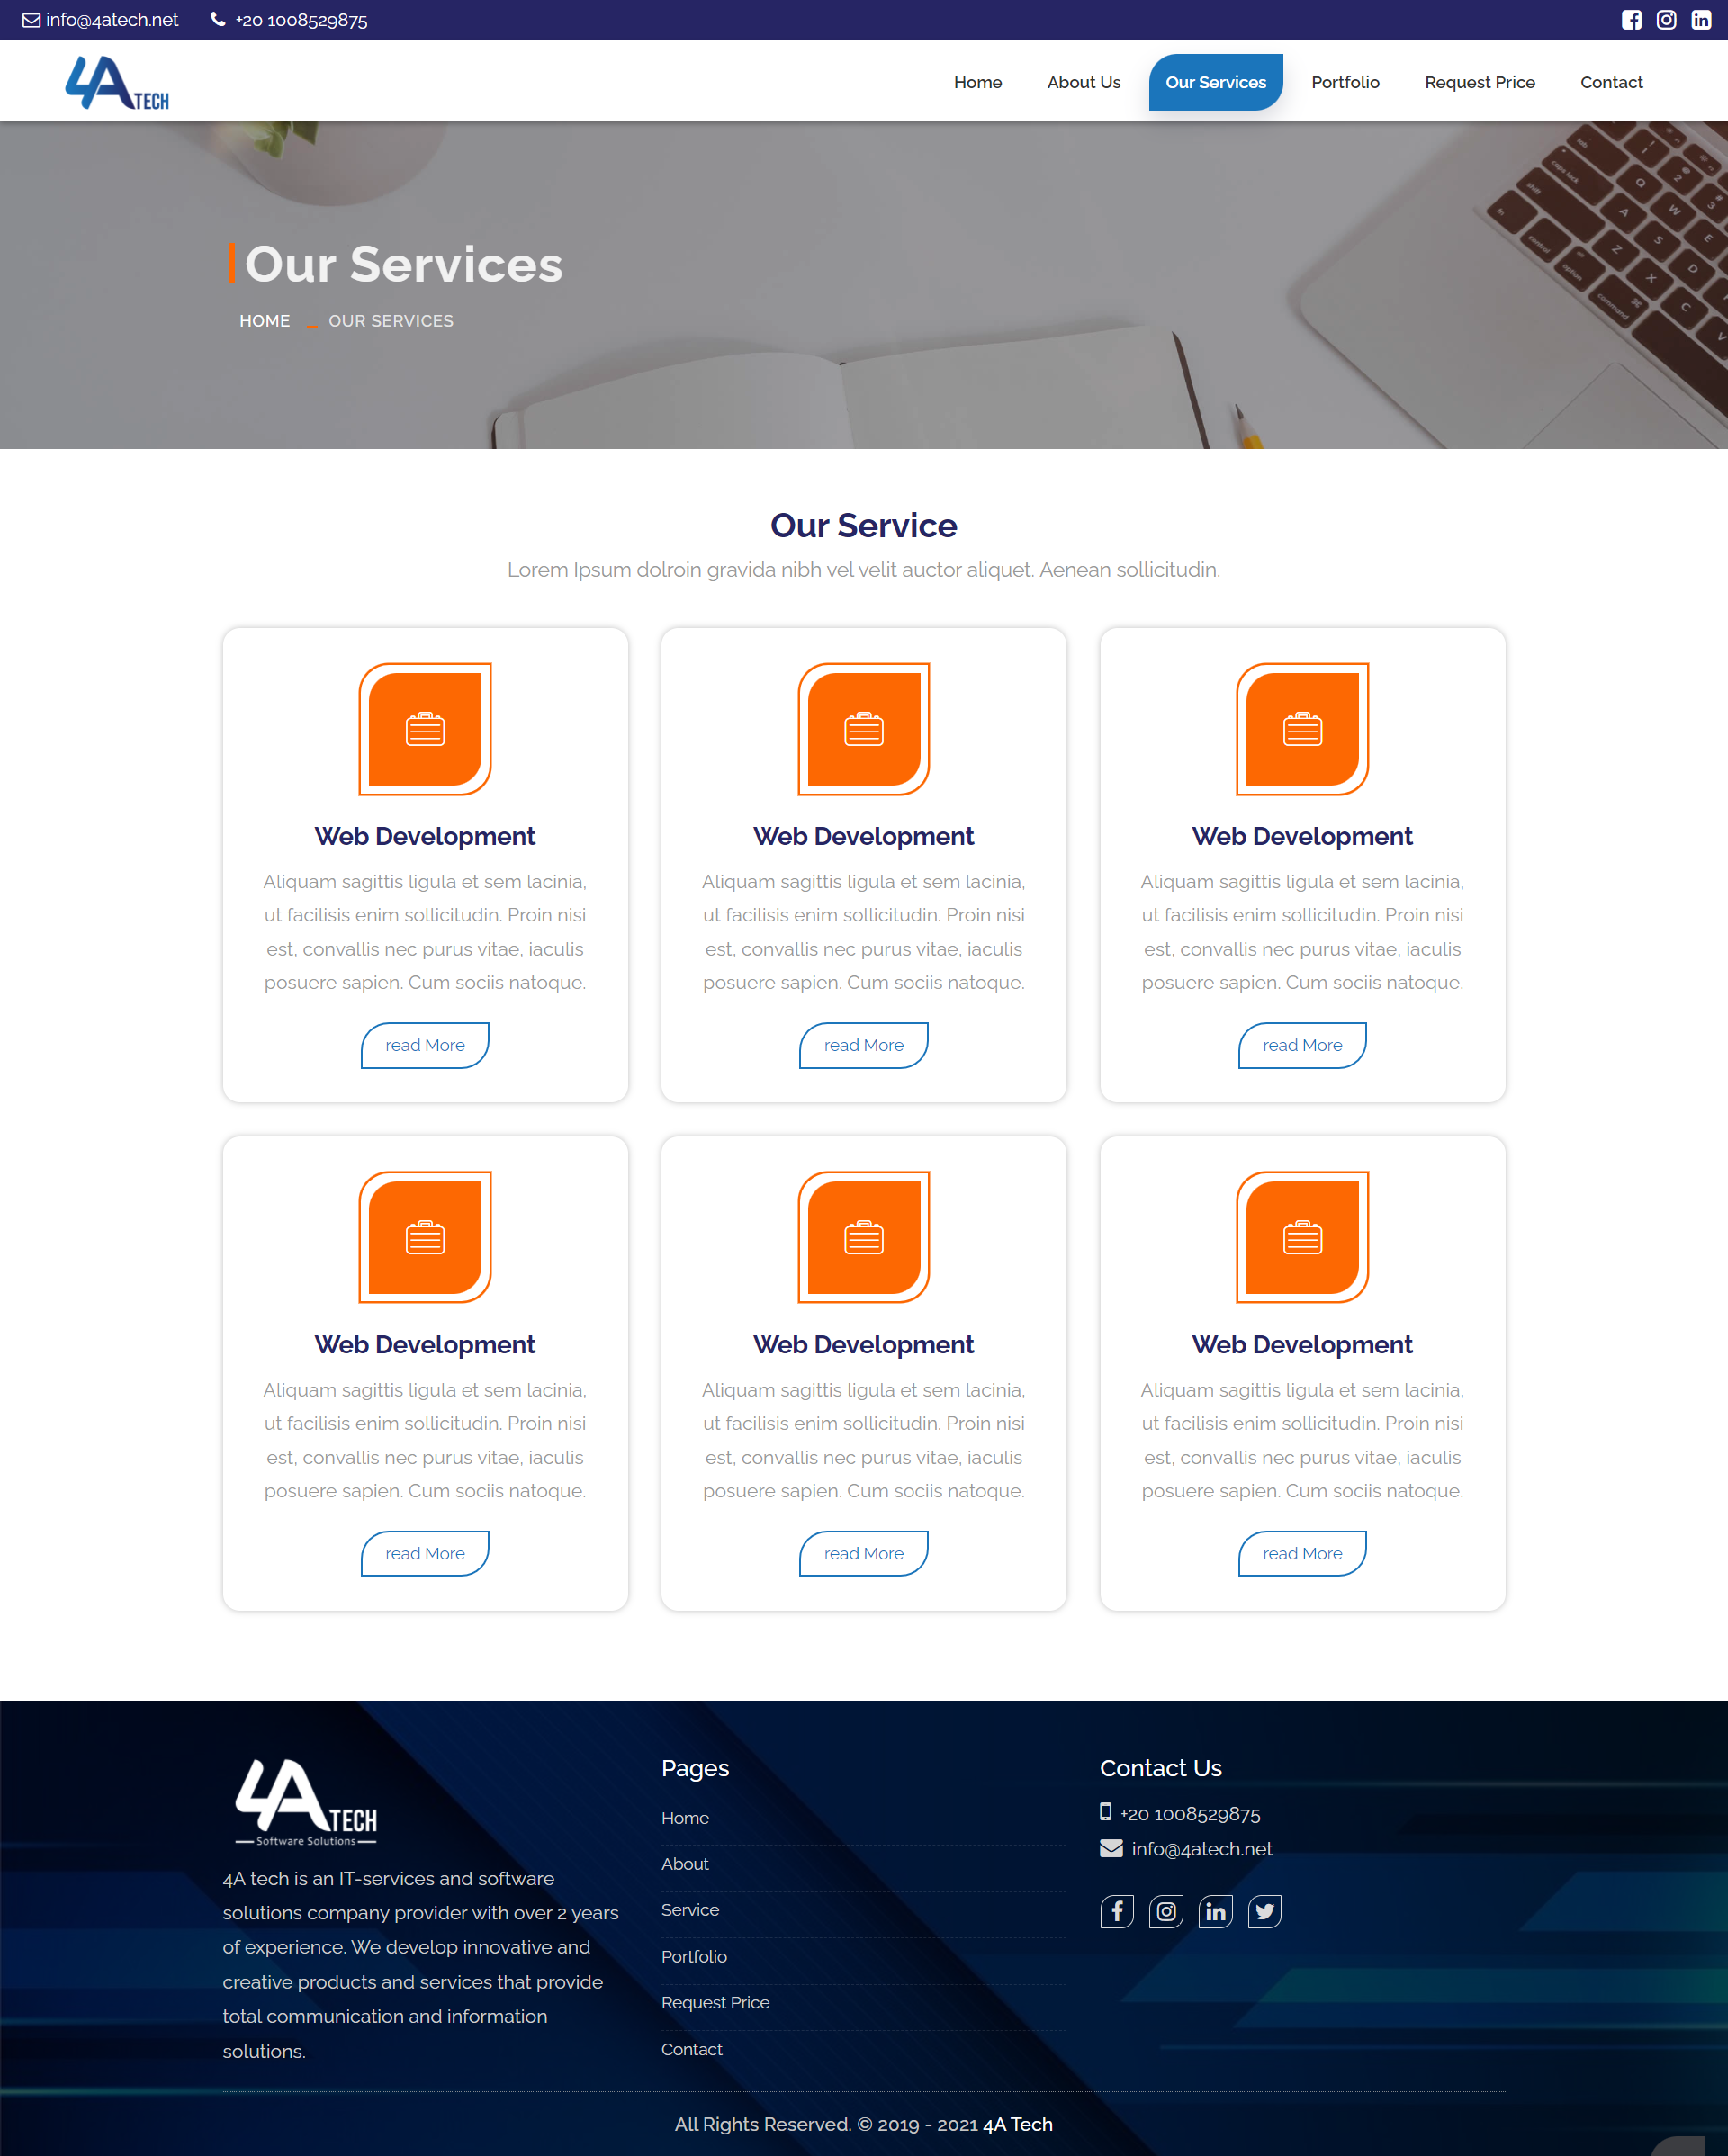 info@4atech.net
+20 1008529875
4A TECH
Home
About Us
Our Services
Portfolio
Request Price
Contact
Our Services
HOME _ OUR SERVICES
Our Service
Lorem Ipsum dolroin gravida nibh vel velit auctor aliquet. Aenean sollicitudin.
Web Development
Aliquam sagittis ligula et sem lacinia,
ut facilisis enim sollicitudin. Proin nisi
est, convallis nec purus vitae, iaculis
posuere sapien. Cum sociis natoque.
read More
Web Development
Aliquam sagittis ligula et sem lacinia,
ut facilisis enim sollicitudin. Proin nisi
est, convallis nec purus vitae, iaculis
posuere sapien. Cum sociis natoque.
read More
Web Development
Aliquam sagittis ligula et sem lacinia,
ut facilisis enim sollicitudin. Proin nisi
est, convallis nec purus vitae, iaculis
posuere sapien. Cum sociis natoque.
read More
Web Development
Aliquam sagittis ligula et sem lacinia,
ut facilisis enim sollicitudin. Proin nisi
est, convallis nec purus vitae, iaculis
posuere sapien. Cum sociis natoque.
read More
Web Development
Aliquam sagittis ligula et sem lacinia,
ut facilisis enim sollicitudin. Proin nisi
est, convallis nec purus vitae, iaculis
posuere sapien. Cum sociis natoque.
read More
Web Development
Aliquam sagittis ligula et sem lacinia,
ut facilisis enim sollicitudin. Proin nisi
est, convallis nec purus vitae, iaculis
posuere sapien. Cum sociis natoque.
read More
4A TECH
Software Solutions
4A tech is an IT-services and software
solutions company provider with over 2 years
of experience. We develop innovative and
creative products and services that provide
total communication and information
solutions.
Pages
Home
About
Service
Portfolio
Request Price
Contact
Contact Us
+20 1008529875
info@4atech.net
All Rights Reserved. © 2019 - 2021 4A Tech